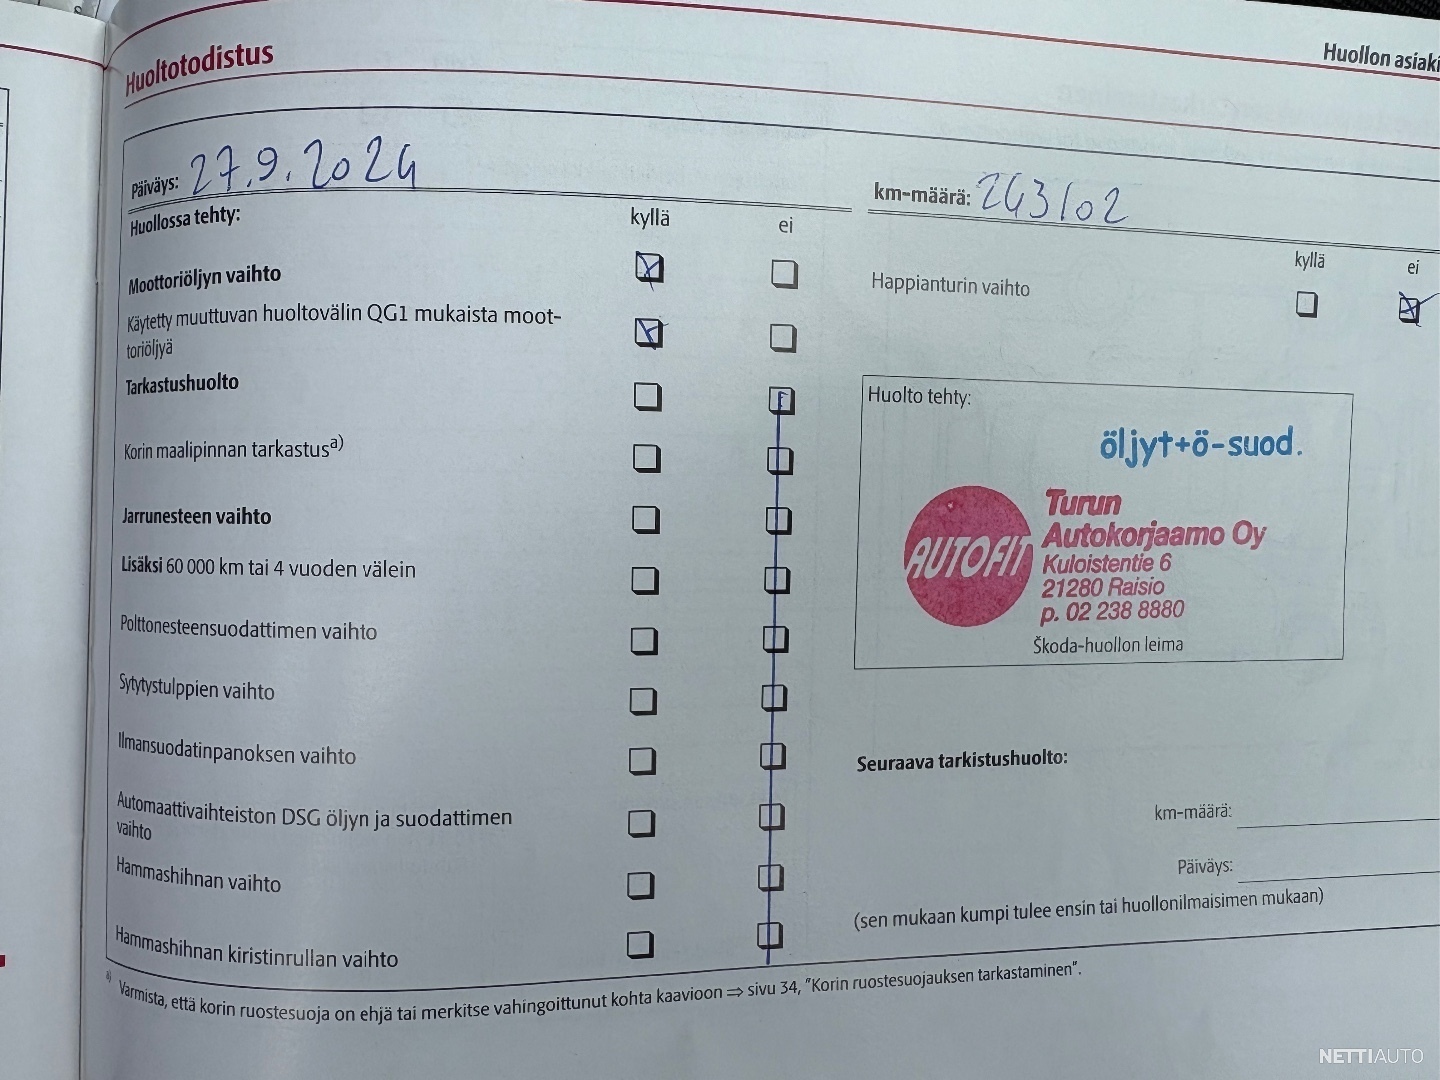 Huoltotodistus
Huollon asiaki
Päiväys: 27.9.2024
km-määrä: 243102
Huollossa tehty:
kyllä
ei
kyllä
ei
Moottoriöljyn vaihto
Happianturin vaihto
Käytetty muuttuvan huoltovälin QG1 mukaista moot-
toriöljyä
Tarkastushuolto
Korin maalipinnan tarkastus a)
Jarrunesteen vaihto
Lisäksi 60 000 km tai 4 vuoden välein
Polttonesteensuodattimen vaihto
Sytytystulppien vaihto
Ilmansuodatinpanoksen vaihto
Automaattivaihteiston DSG öljyn ja suodattimen
vaihto
Hammashihnan vaihto
Hammashihnan kiristinrullan vaihto
Huolto tehty:
öljyt+ö-suod.
AUTOFIT
Turun
Autokorjaamo Oy
Kuloistentie 6
21280 Raisio
p. 02 238 8880
Škoda-huollon leima
Seuraava tarkistushuolto:
km-määrä:
Päiväys:
(sen mukaan kumpi tulee ensin tai huollonilmaisimen mukaan)
a) Varmista, että korin ruostesuoja on ehjä tai merkitse vahingoittunut kohta kaavioon ⇒ sivu 34, "Korin ruostesuojauksen tarkastaminen".
NETTIAUTO